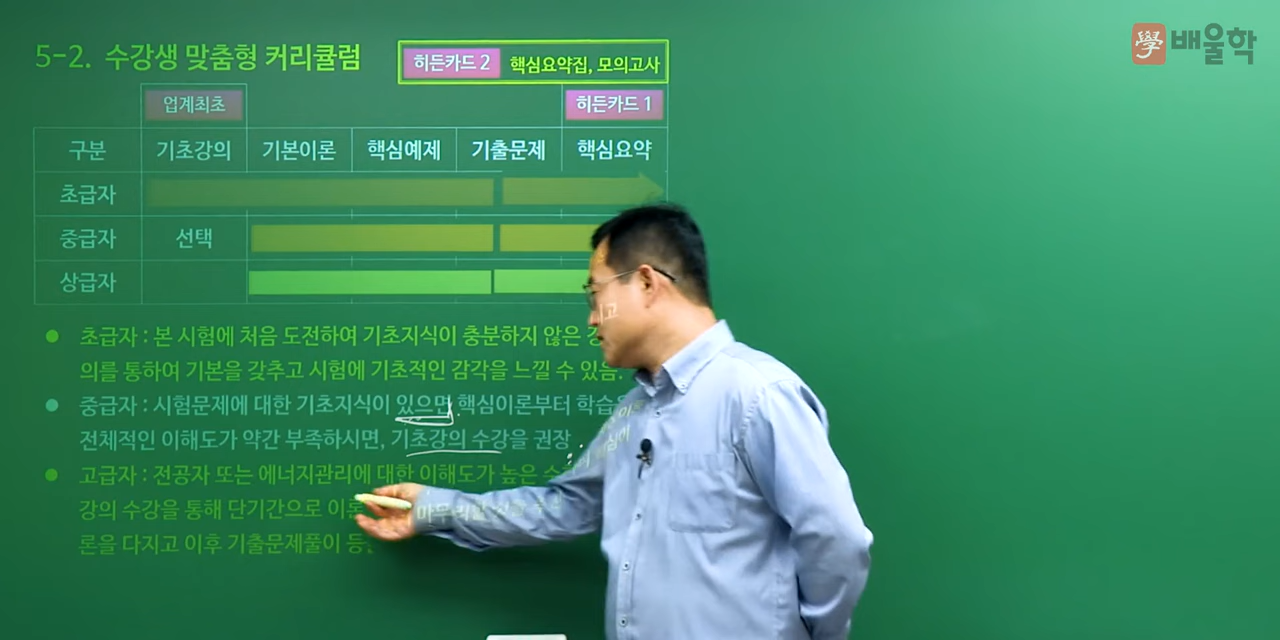 學 배울학
5-2. 수강생 맞춤형 커리큘럼
히든카드 2 핵심요약집, 모의고사
업계최초 히든카드 1
구분 기초강의 기본이론 핵심예제 기출문제 핵심요약
초급자
중급자 선택
상급자
● 초급자 : 본 시험에 처음 도전하여 기초지식이 충분하지 않은
의를 통하여 기본을 갖추고 시험에 기초적인 감각을 느낄 수 있음.
● 중급자 : 시험문제에 대한 기초지식이 있으면 핵심이론부터
전체적인 이해도가 약간 부족하시면, 기초강의 수강을 권장
● 고급자 : 전공자 또는 에너지관리에 대한 이해도가 높은
강의 수강을 통해 단기간으로
론을 다지고 이후 기출문제풀이